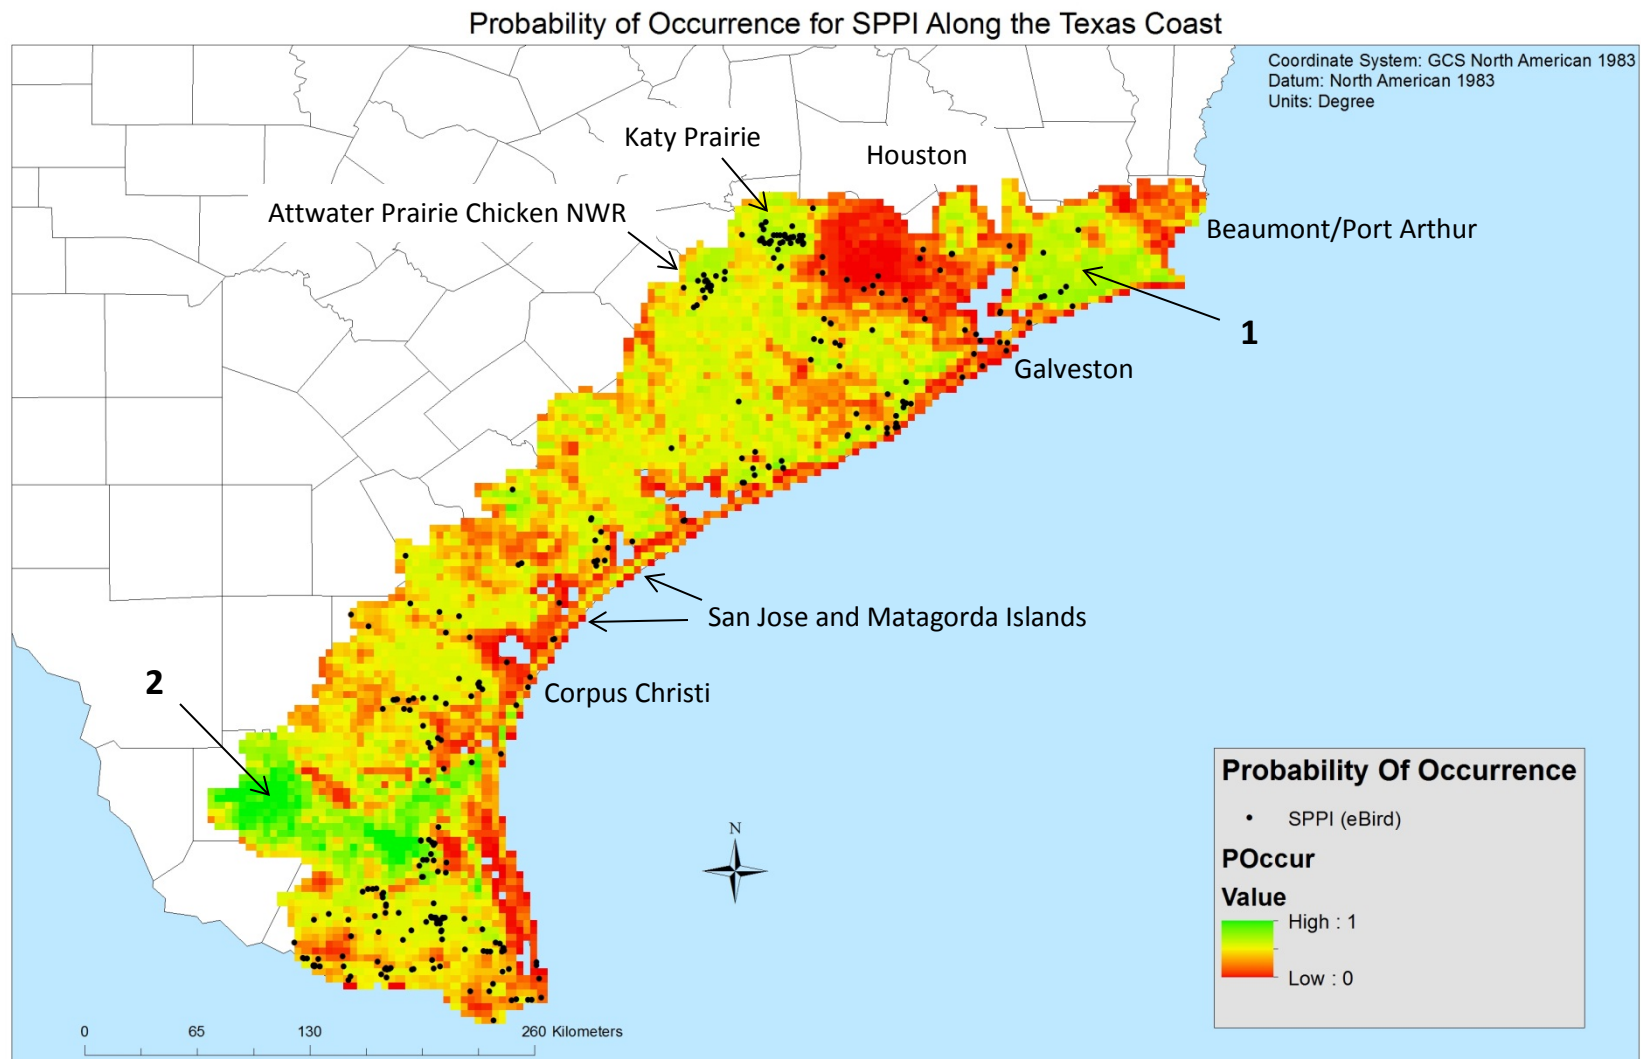 Probability of Occurrence for SPPI Along the Texas Coast
Coordinate System: GCS North American 1983
Datum: North American 1983
Units: Degree
Katy Prairie
Houston
Attwater Prairie Chicken NWR
Beaumont/Port Arthur
1
Galveston
San Jose and Matagorda Islands
2
Corpus Christi
Probability Of Occurrence
SPPI (eBird)
POccur
Value
High : 1
Low : 0
N
0 65 130 260 Kilometers